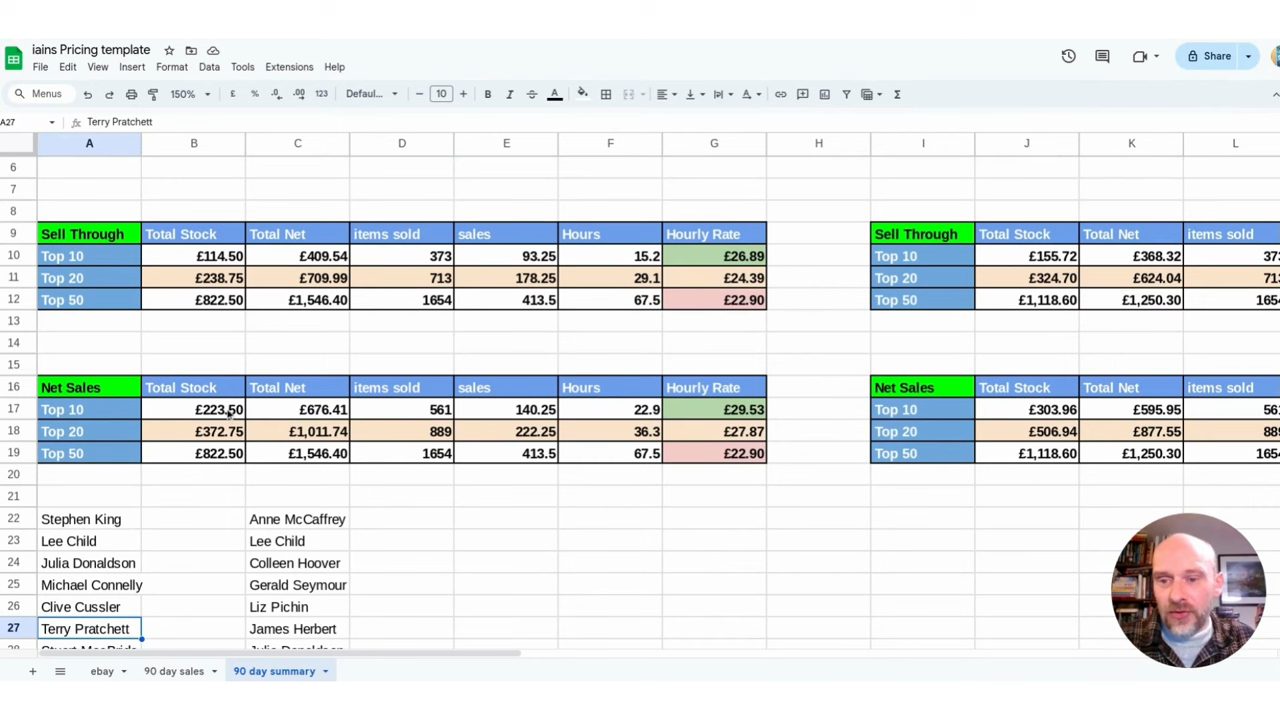 iains Pricing template
File Edit View Insert Format Data Tools Extensions Help
Share
Menus 150% £ % .0 .00 123 Defaul... − 10 + B I A
A27 fx Terry Pratchett
A B C D E F G H I J K L
6
7
8
9 Sell Through Total Stock Total Net items sold sales Hours Hourly Rate Sell Through Total Stock Total Net items sold
10 Top 10 £114.50 £409.54 373 93.25 15.2 £26.89 Top 10 £155.72 £368.32 373
11 Top 20 £238.75 £709.99 713 178.25 29.1 £24.39 Top 20 £324.70 £624.04 713
12 Top 50 £822.50 £1,546.40 1654 413.5 67.5 £22.90 Top 50 £1,118.60 £1,250.30 1654
13
14
15
16 Net Sales Total Stock Total Net items sold sales Hours Hourly Rate Net Sales Total Stock Total Net items sold
17 Top 10 £223.50 £676.41 561 140.25 22.9 £29.53 Top 10 £303.96 £595.95 561
18 Top 20 £372.75 £1,011.74 889 222.25 36.3 £27.87 Top 20 £506.94 £877.55 889
19 Top 50 £822.50 £1,546.40 1654 413.5 67.5 £22.90 Top 50 £1,118.60 £1,250.30 1654
20
21
22 Stephen King Anne McCaffrey
23 Lee Child Lee Child
24 Julia Donaldson Colleen Hoover
25 Michael Connelly Gerald Seymour
26 Clive Cussler Liz Pichin
27 Terry Pratchett James Herbert
ebay 90 day sales 90 day summary